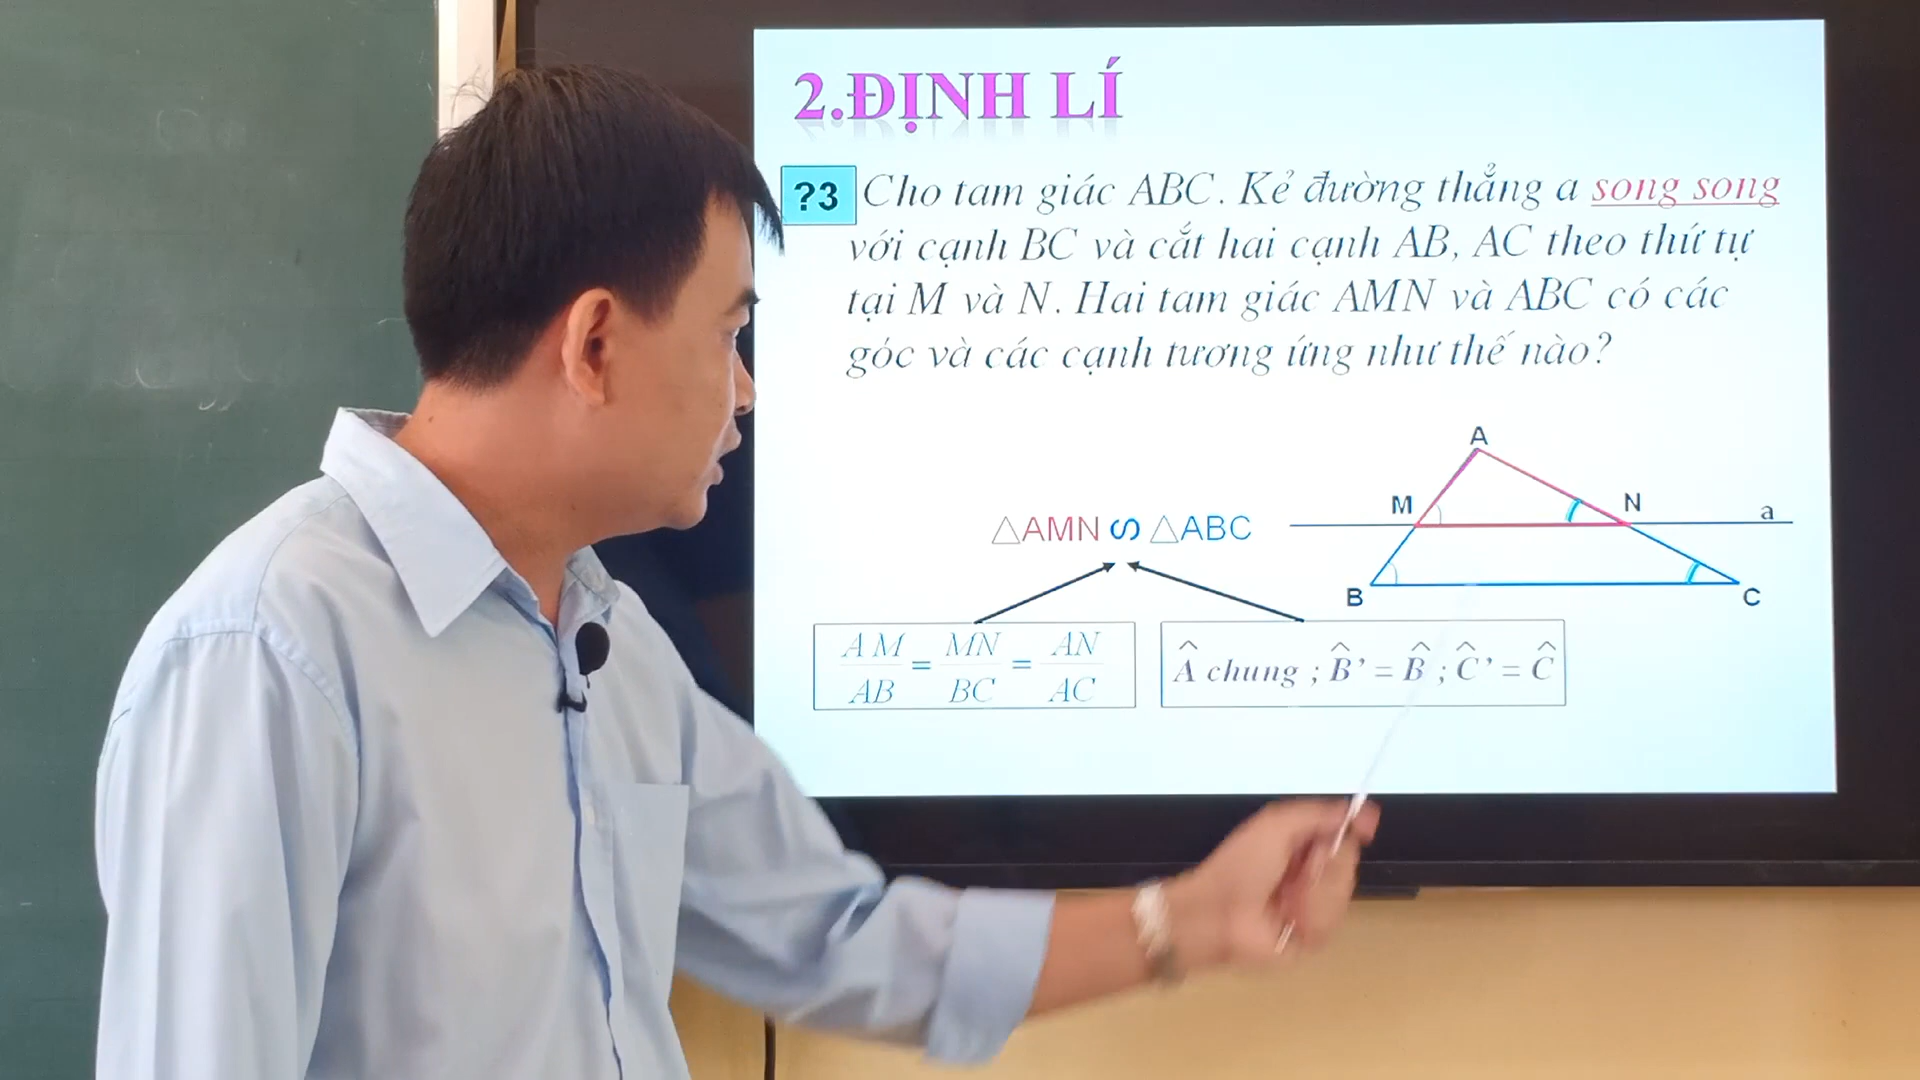 2.ĐỊNH LÍ
?3 Cho tam giác ABC. Kẻ đường thẳng a song song
với cạnh BC và cắt hai cạnh AB, AC theo thứ tự
tại M và N. Hai tam giác AMN và ABC có các
góc và các cạnh tương ứng như thế nào?
A
M
N
a
△AMN ∽ △ABC
B
C
AM/AB = MN/BC = AN/AC
Â chung ; B̂’ = B̂ ; Ĉ’ = Ĉ